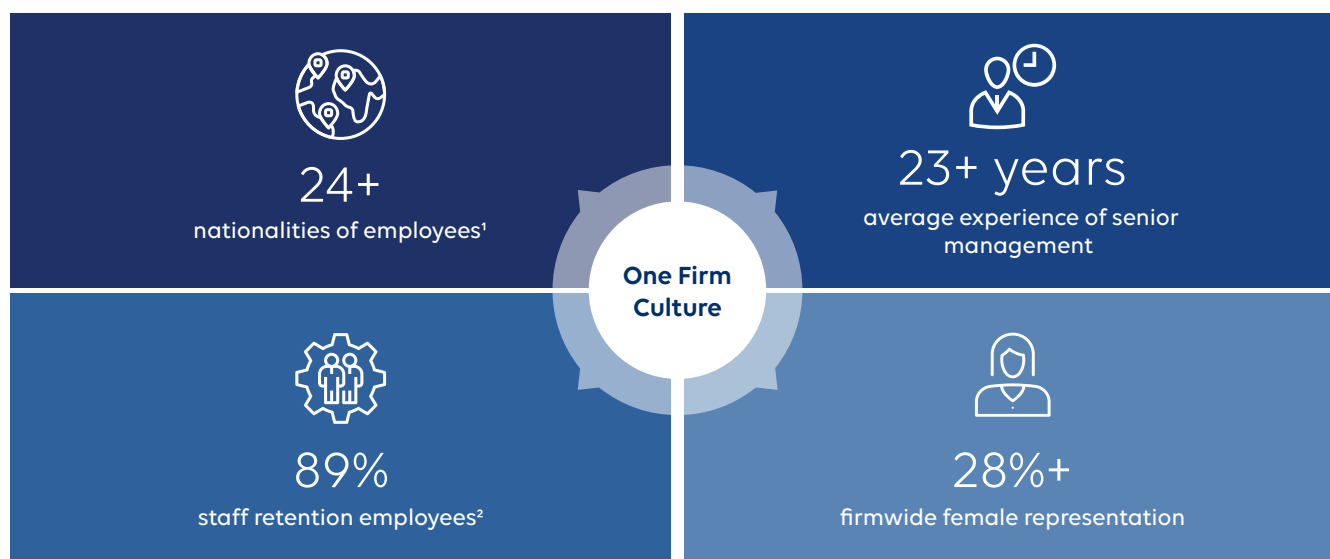 24+
nationalities of employees¹
23+ years
average experience of senior
management
One Firm
Culture
89%
staff retention employees²
28%+
firmwide female representation